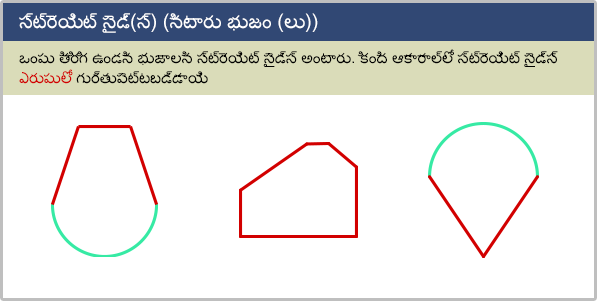 స్‌ట్‌రెయిట్ సైడ్(స్) (నిటారు భుజం (లు))
ఒంపు తిరిగి ఉండని భుజాలని స్‌ట్‌రెయిట్ సైడ్‌స్ అంటారు. కింది ఆకారాల్‌లో స్‌ట్‌రెయిట్ సైడ్‌స్
ఎరుపులో గుర్‌తుపెట్‌టబడ్‌డాయి